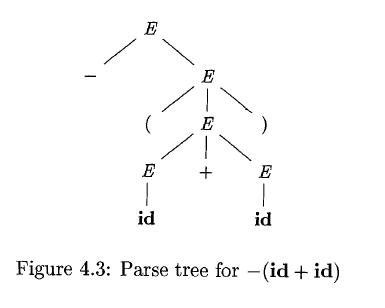 E
− E
( E )
E + E
id id
Figure 4.3: Parse tree for −(id + id)